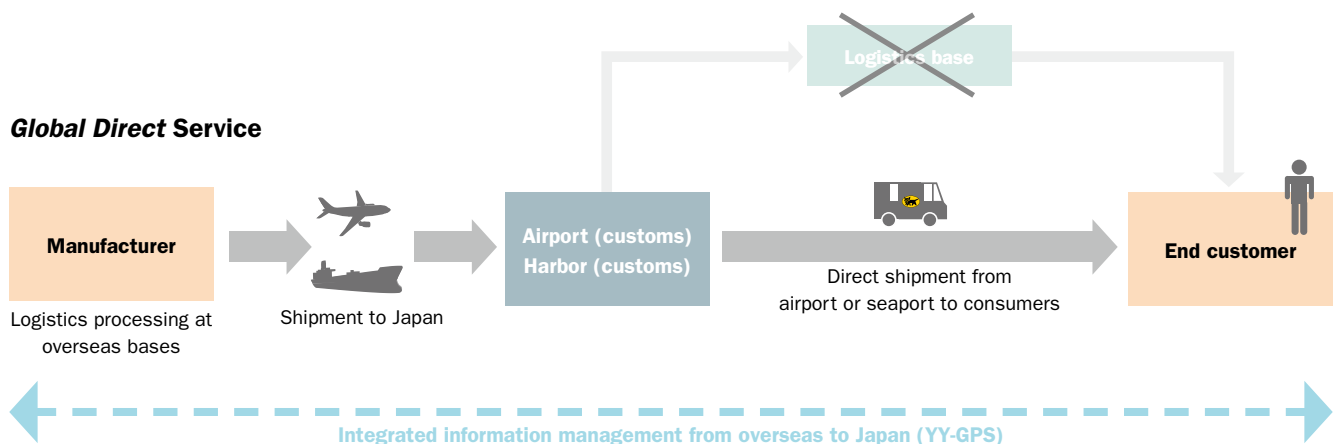 Logistics base
Global Direct Service
Manufacturer
Airport (customs)
Harbor (customs)
End customer
Direct shipment from
airport or seaport to consumers
Shipment to Japan
Logistics processing at
overseas bases
Integrated information management from overseas to Japan (YY-GPS)